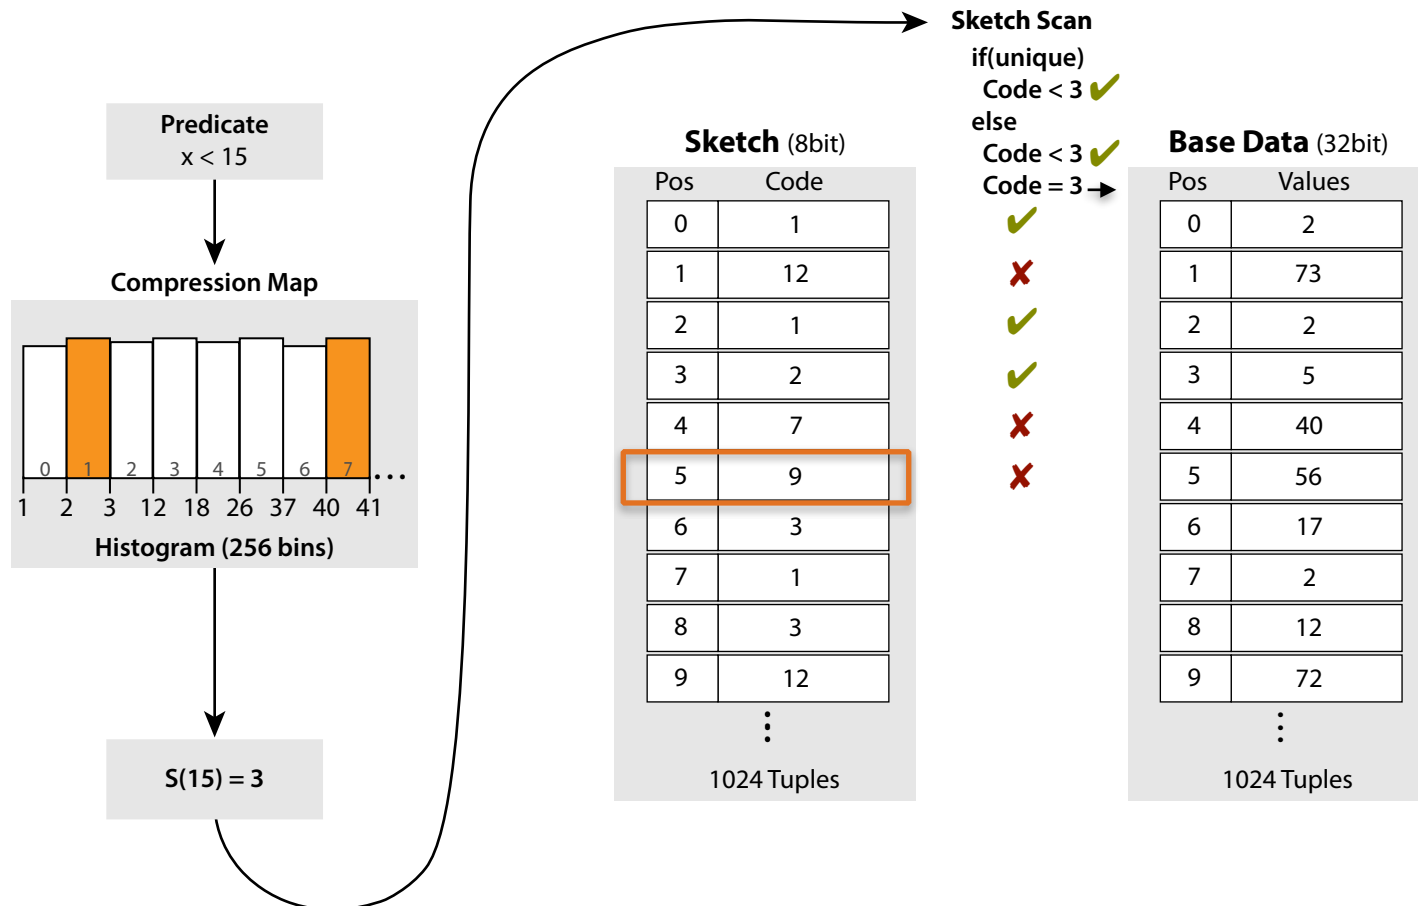 Predicate
x < 15
Compression Map
0 1 2 3 4 5 6 7 ...
1 2 3 12 18 26 37 40 41
Histogram (256 bins)
S(15) = 3
Sketch (8bit)
Pos Code
0 1
1 12
2 1
3 2
4 7
5 9
6 3
7 1
8 3
9 12
⋮
1024 Tuples
Sketch Scan
if(unique)
Code < 3 ✔
else
Code < 3 ✔
Code = 3
✔
✘
✔
✔
✘
✘
Base Data (32bit)
Pos Values
0 2
1 73
2 2
3 5
4 40
5 56
6 17
7 2
8 12
9 72
⋮
1024 Tuples